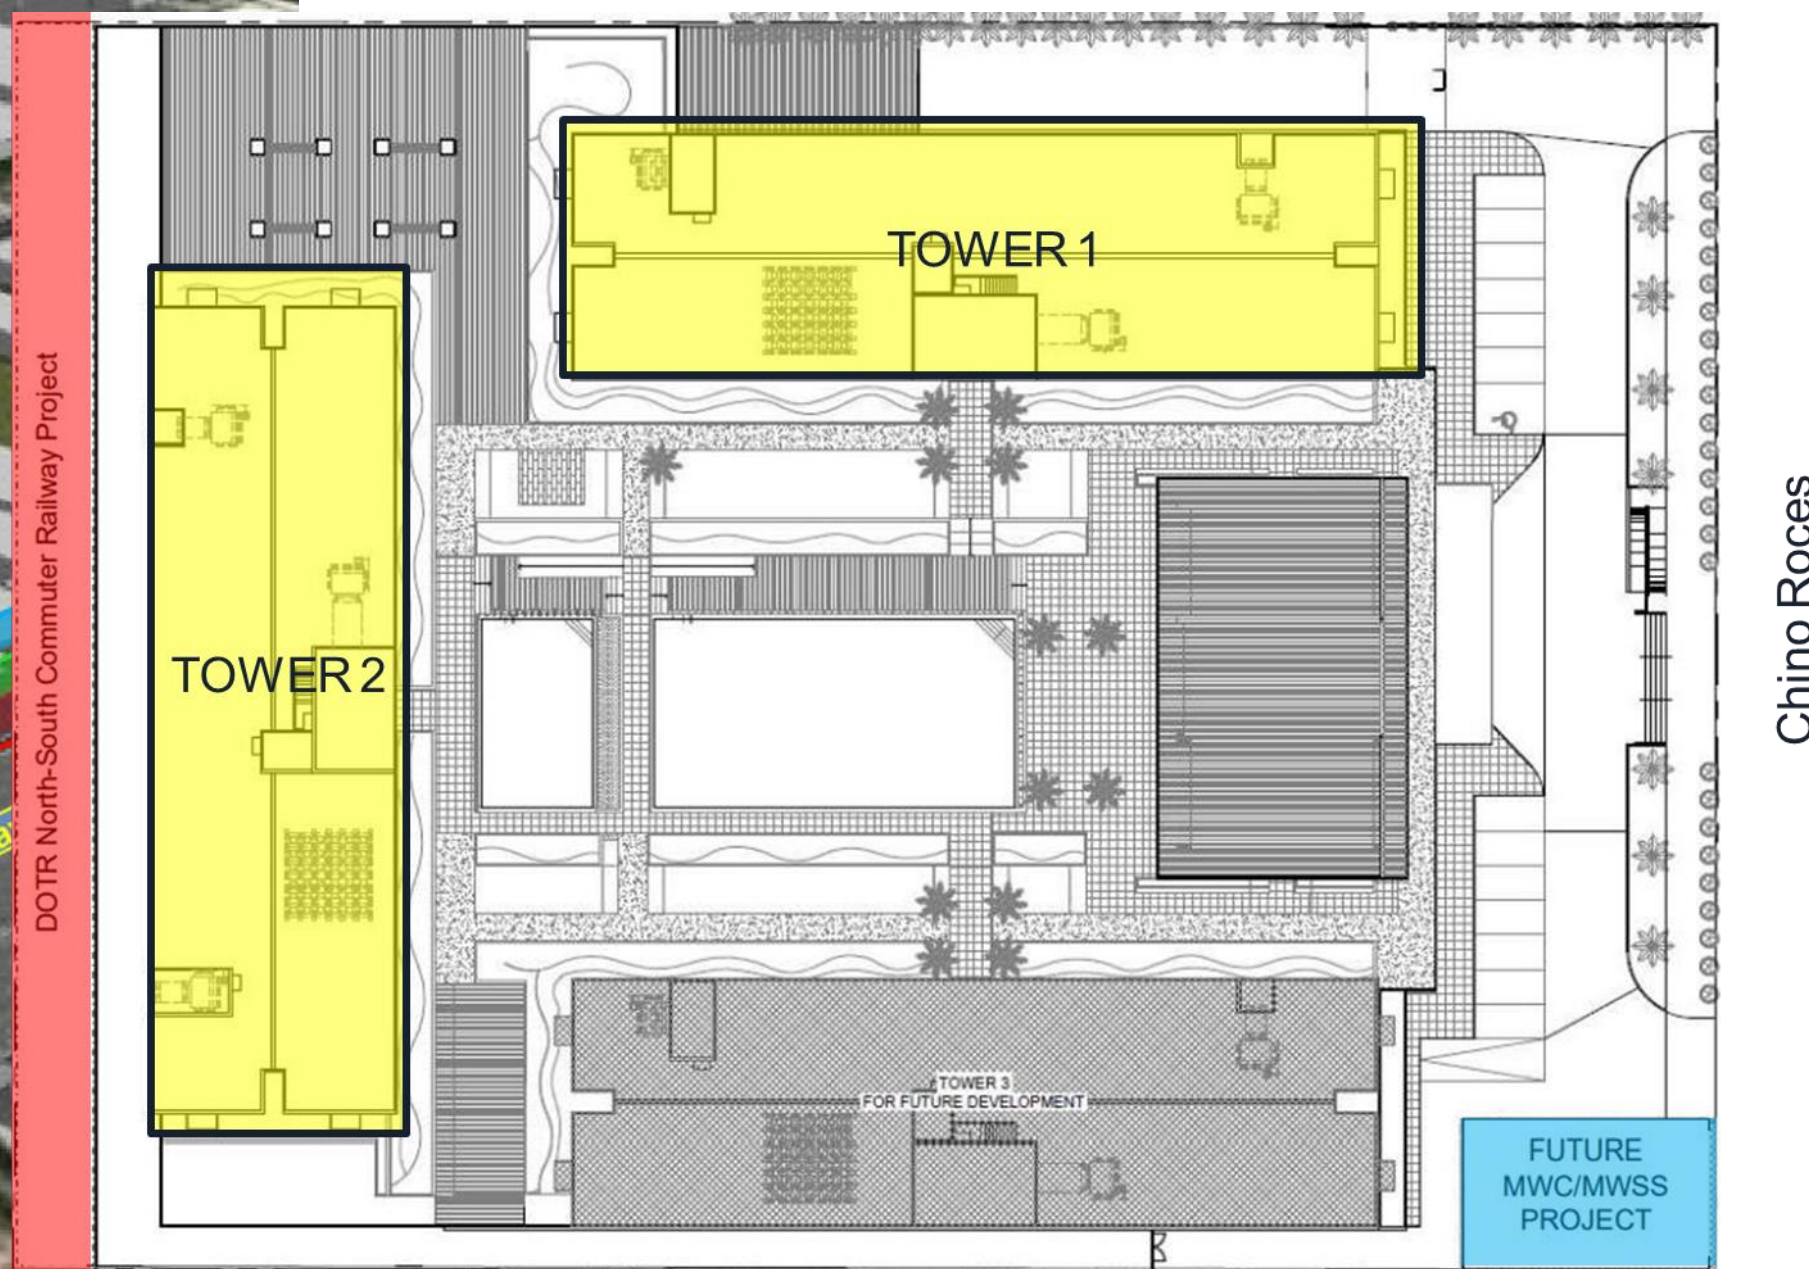 TOWER 1
DOTR North-South Commuter Railway Project
TOWER 2
Chino Roces
TOWER 3
FOR FUTURE DEVELOPMENT
FUTURE
MWC/MWSS
PROJECT